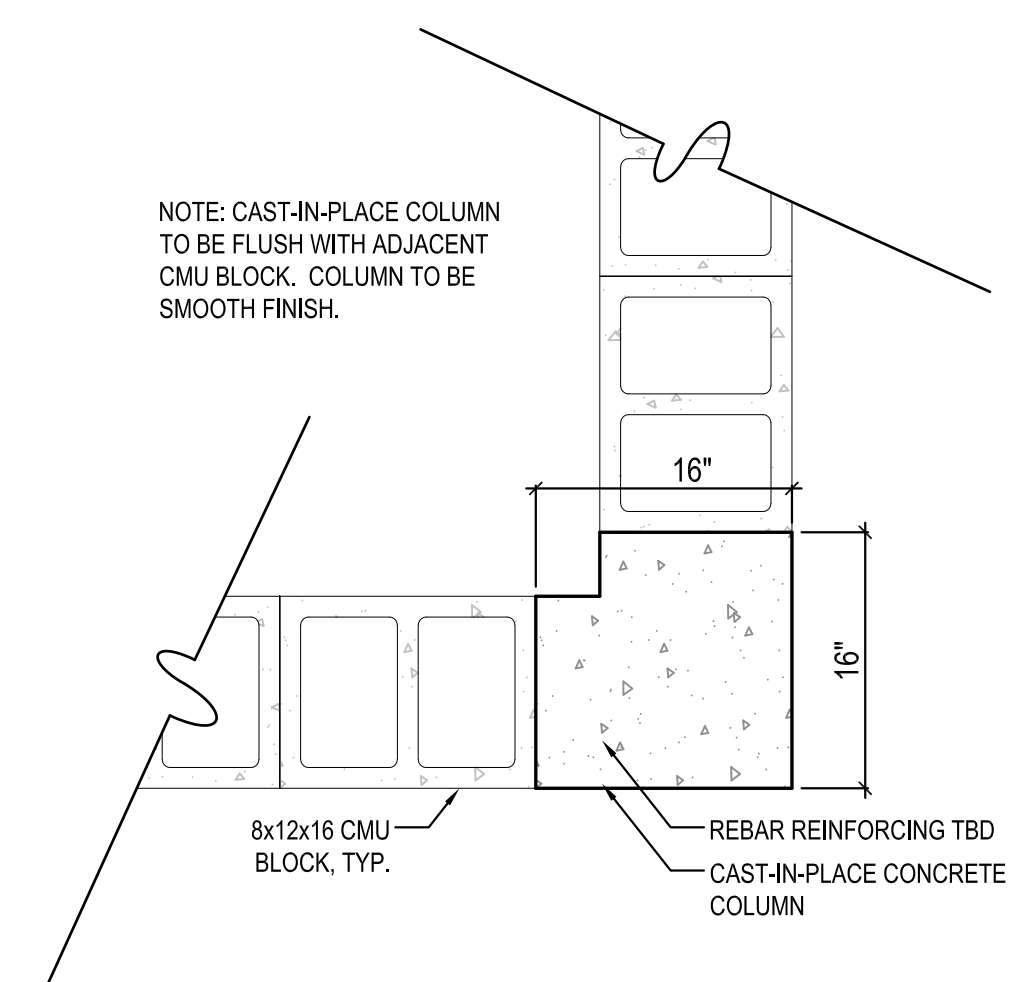 NOTE: CAST-IN-PLACE COLUMN
TO BE FLUSH WITH ADJACENT
CMU BLOCK.  COLUMN TO BE
SMOOTH FINISH.
16"
16"
8x12x16 CMU
BLOCK, TYP.
REBAR REINFORCING TBD
CAST-IN-PLACE CONCRETE
COLUMN